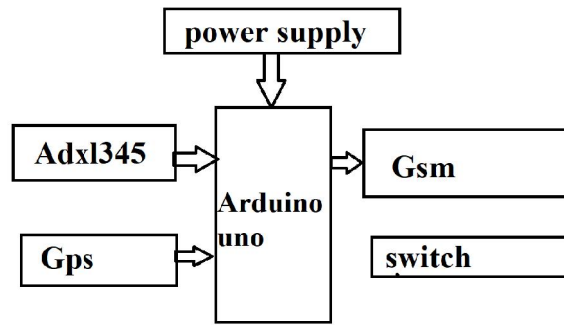 power supply
Adxl345
Gsm
Arduino
uno
Gps
switch